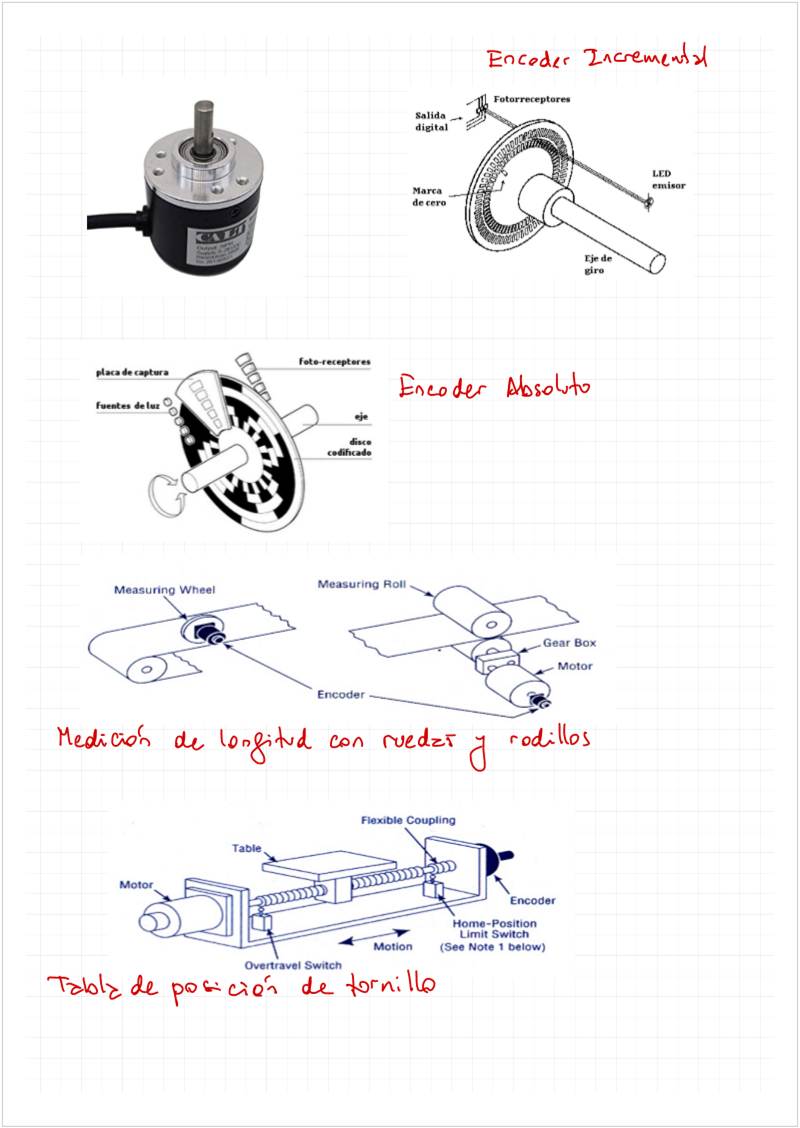 Encoder Incremental
Fotorreceptores
Salida
digital
LED
emisor
Marca
de cero
Eje de
giro
CALT
placa de captura
foto-receptores
fuentes de luz
eje
disco
codificado
Encoder Absoluto
Measuring Wheel
Measuring Roll
Gear Box
Motor
Encoder
Medición de longitud con ruedas y rodillos
Flexible Coupling
Table
Motor
Encoder
Home-Position
Limit Switch
(See Note 1 below)
Motion
Overtravel Switch
Tabla de posición de tornillo